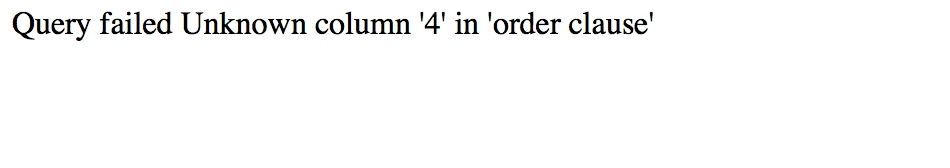 Query failed Unknown column '4' in 'order clause'